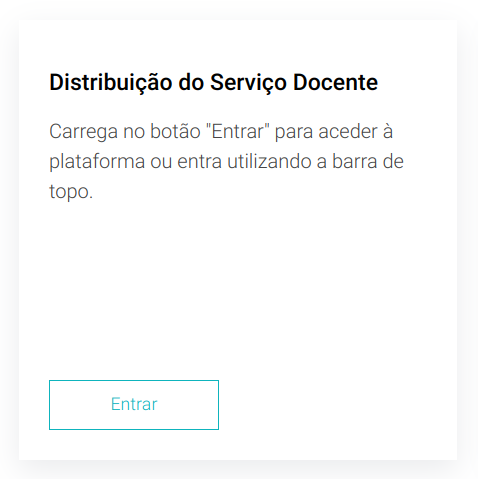 Distribuição do Serviço Docente
Carrega no botão "Entrar" para aceder à
plataforma ou entra utilizando a barra de
topo.
Entrar